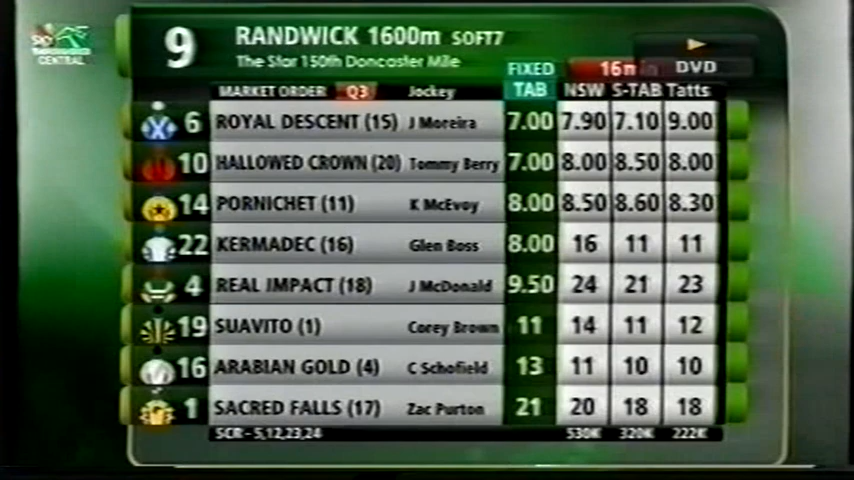 SKY
CENTRAL
9 RANDWICK 1600m SOFT7
The Star 150th Doncaster Mile
FIXED 16m DVD
MARKET ORDER Q3 Jockey TAB NSW S-TAB Tatts
6 ROYAL DESCENT (15) J Moreira 7.00 7.90 7.10 9.00
10 HALLOWED CROWN (20) Tommy Berry 7.00 8.00 8.50 8.00
14 PORNICHET (11) K McEvoy 8.00 8.50 8.60 8.30
22 KERMADEC (16) Glen Boss 8.00 16 11 11
4 REAL IMPACT (18) J McDonald 9.50 24 21 23
19 SUAVITO (1) Corey Brown 11 14 11 12
16 ARABIAN GOLD (4) C Schofield 13 11 10 10
1 SACRED FALLS (17) Zac Purton 21 20 18 18
SCR - 5,12,23,24 530K 320K 222K